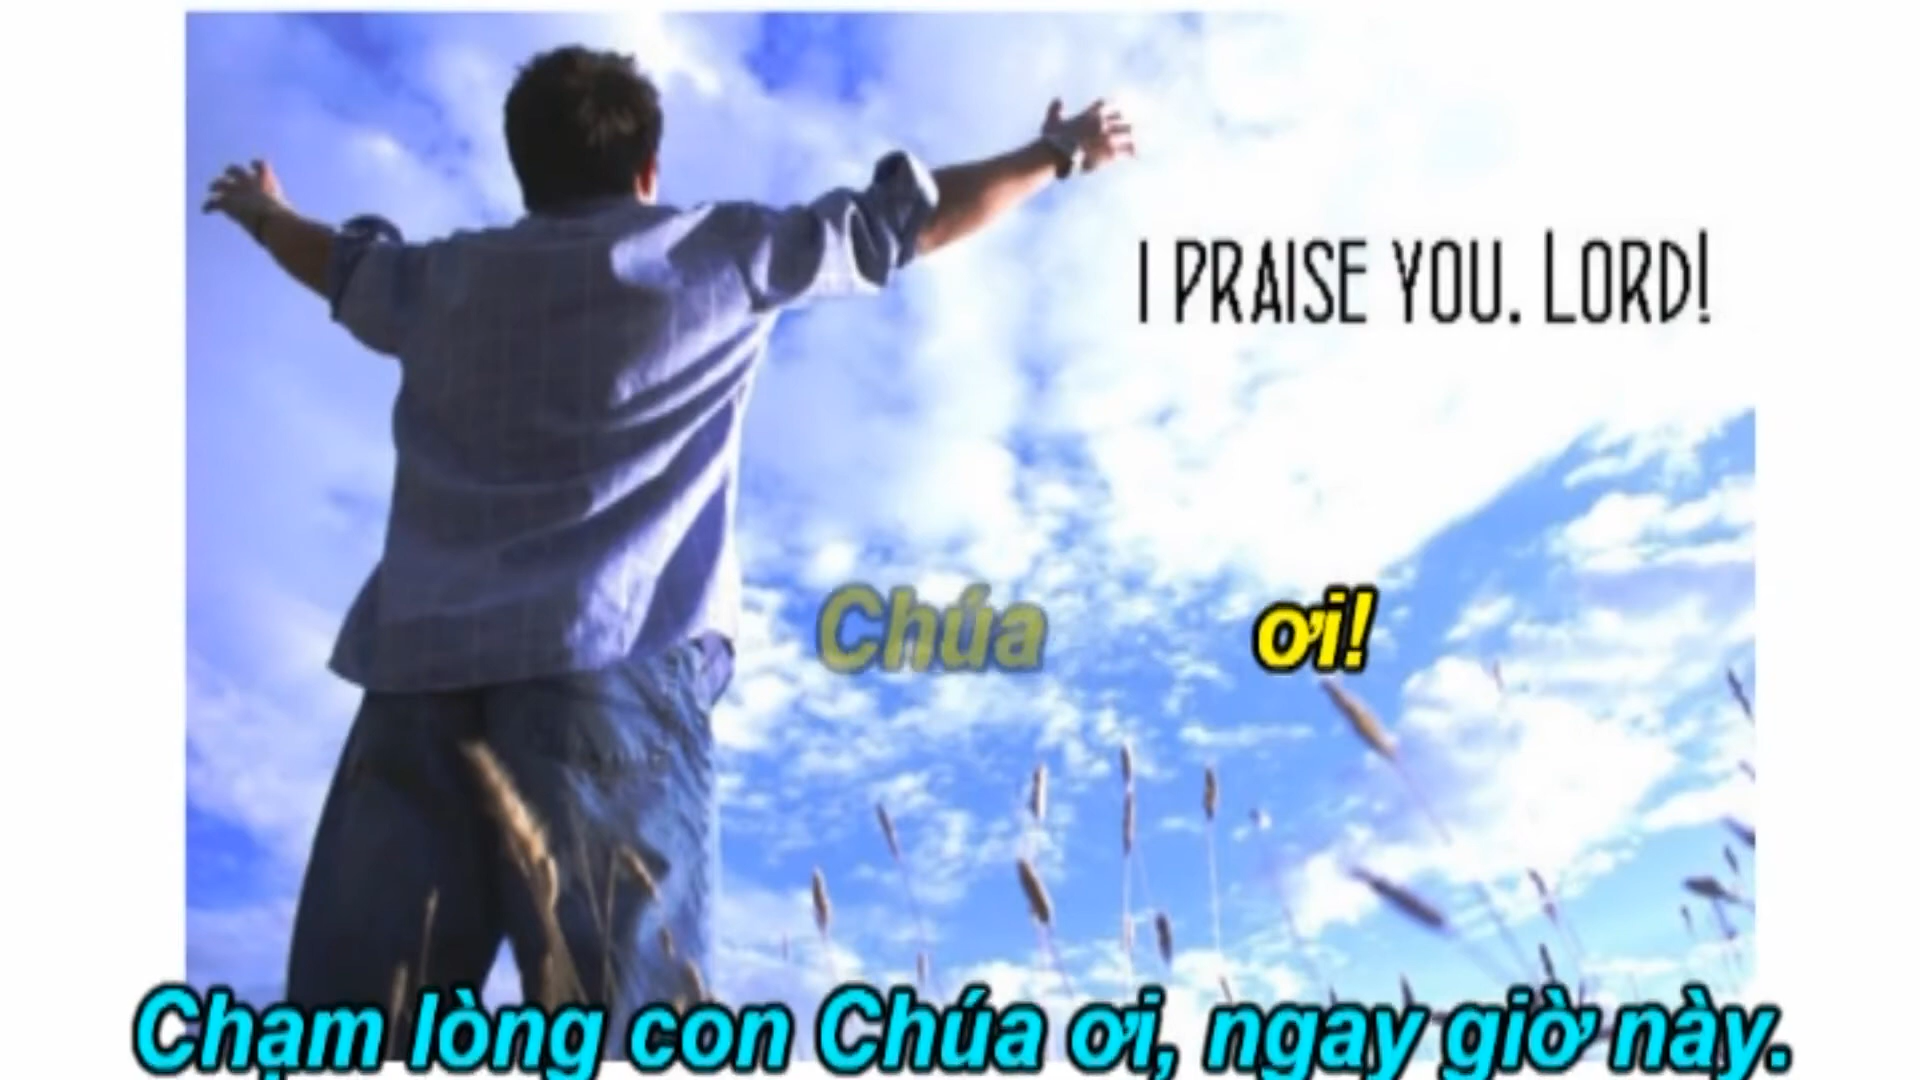 I PRAISE YOU. LORD!
Chúa ơi!
Chạm lòng con Chúa ơi, ngay giờ này.